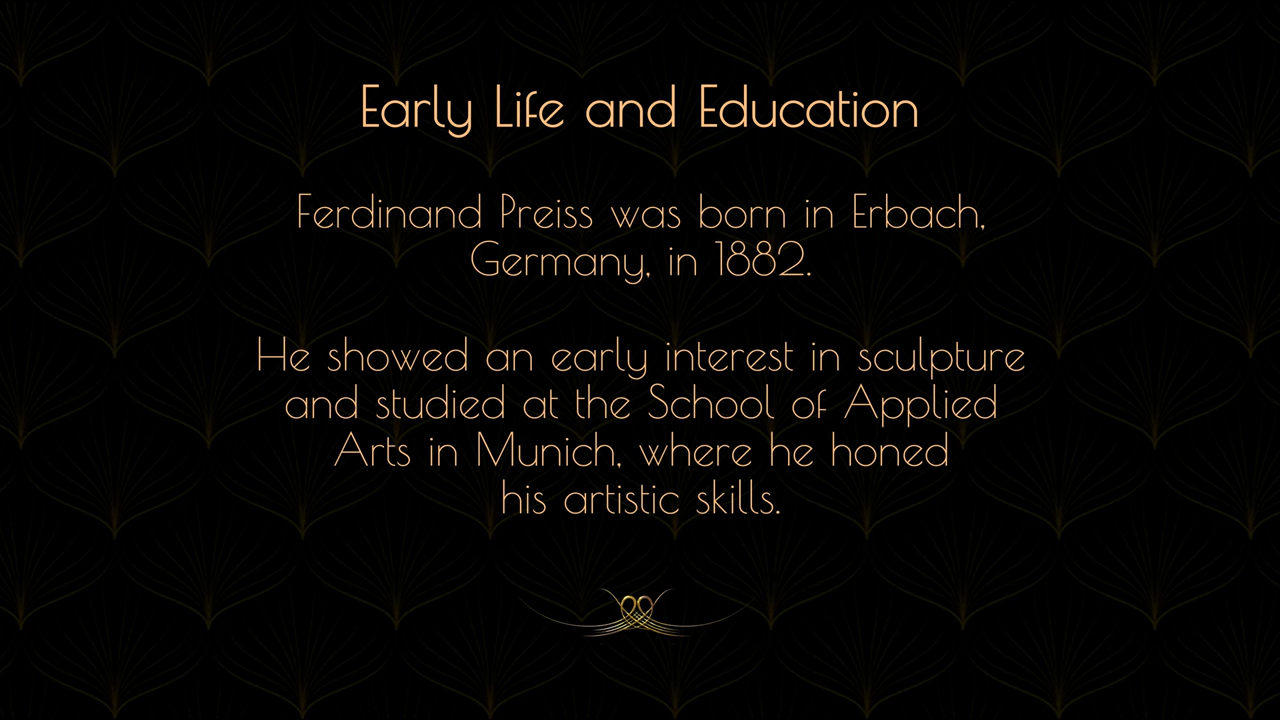 Early Life and Education
Ferdinand Preiss was born in Erbach,
Germany, in 1882.
He showed an early interest in sculpture
and studied at the School of Applied
Arts in Munich, where he honed
his artistic skills.